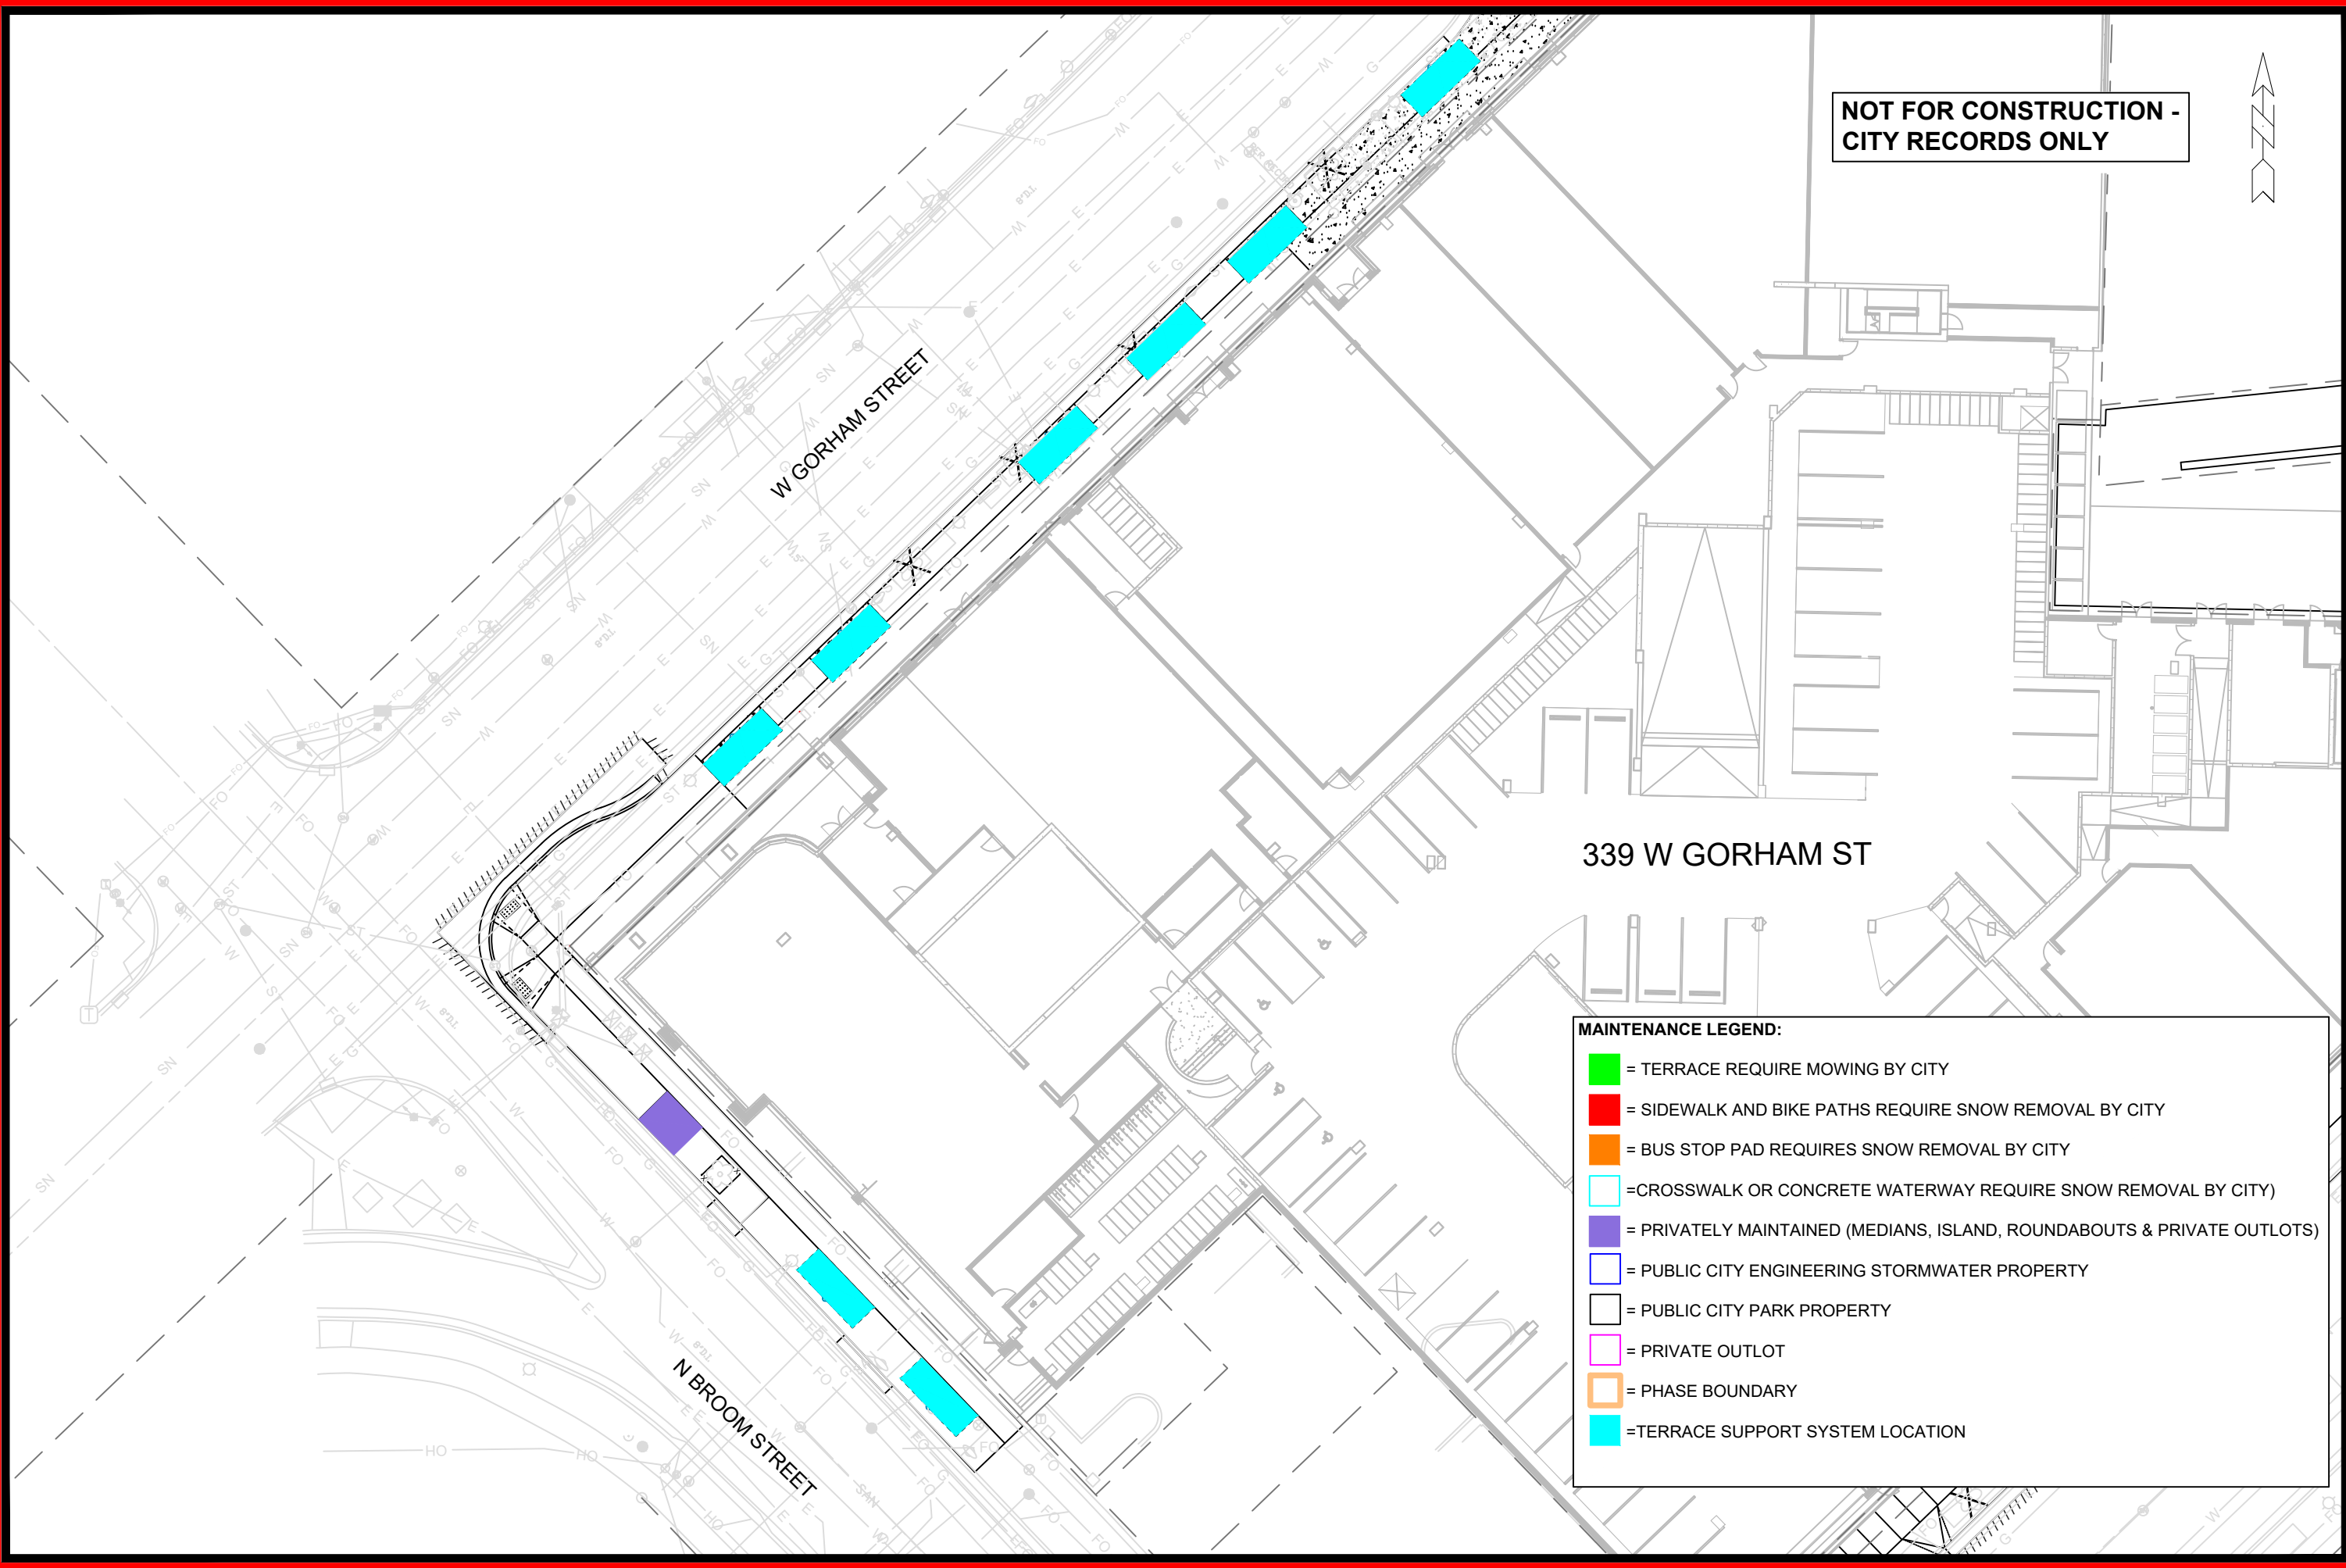 NOT FOR CONSTRUCTION -
CITY RECORDS ONLY
W GORHAM STREET
339 W GORHAM ST
N BROOM STREET
MAINTENANCE LEGEND:
= TERRACE REQUIRE MOWING BY CITY
= SIDEWALK AND BIKE PATHS REQUIRE SNOW REMOVAL BY CITY
= BUS STOP PAD REQUIRES SNOW REMOVAL BY CITY
=CROSSWALK OR CONCRETE WATERWAY REQUIRE SNOW REMOVAL BY CITY)
= PRIVATELY MAINTAINED (MEDIANS, ISLAND, ROUNDABOUTS & PRIVATE OUTLOTS)
= PUBLIC CITY ENGINEERING STORMWATER PROPERTY
= PUBLIC CITY PARK PROPERTY
= PRIVATE OUTLOT
= PHASE BOUNDARY
=TERRACE SUPPORT SYSTEM LOCATION